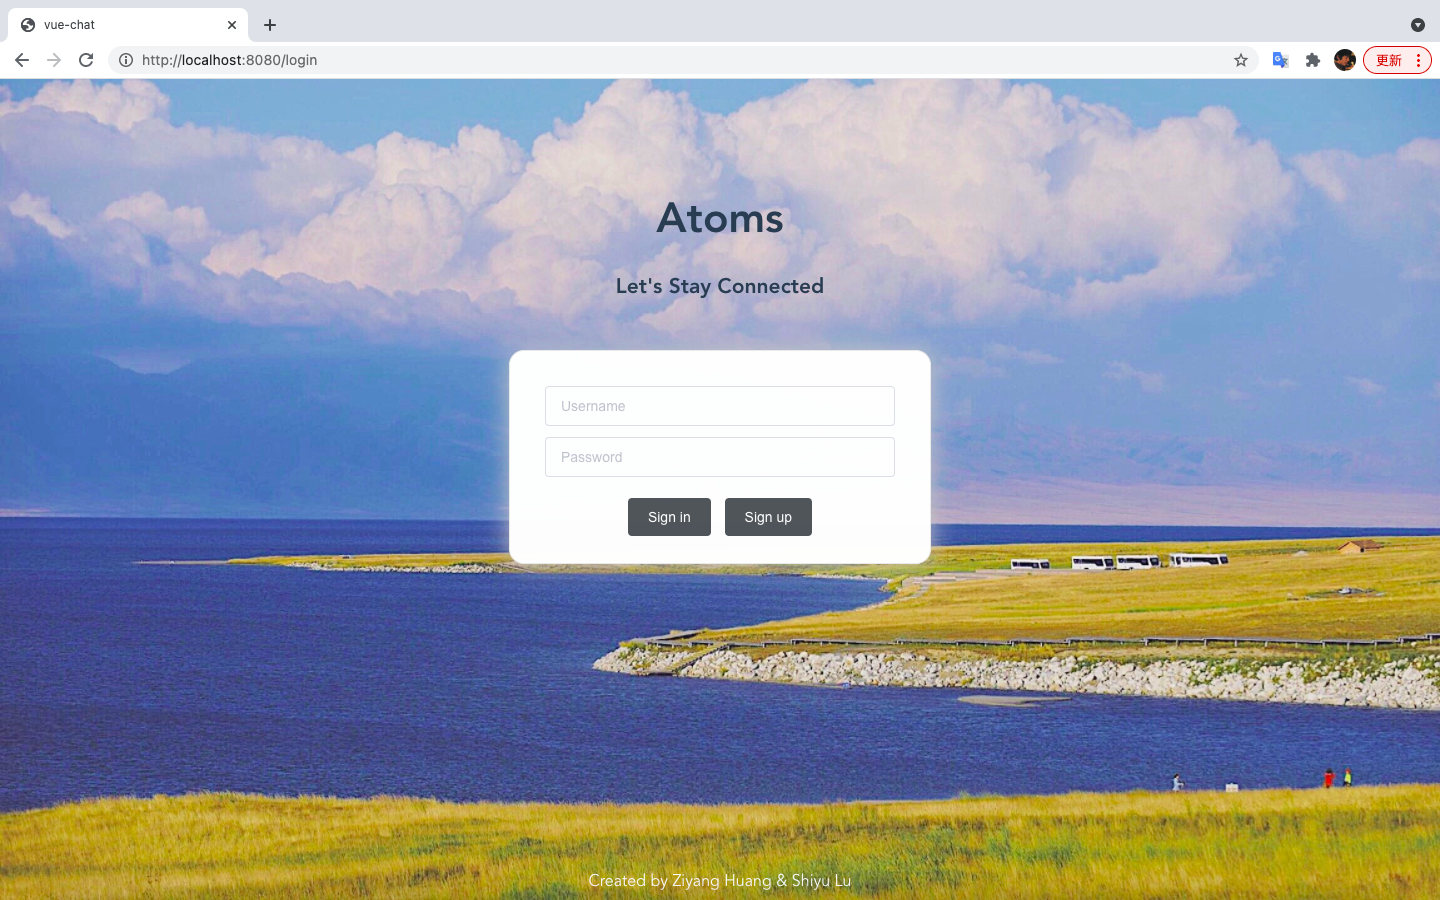 vue-chat
http://localhost:8080/login
更新
Atoms
Let's Stay Connected
Username
Password
Sign in
Sign up
Created by Ziyang Huang & Shiyu Lu